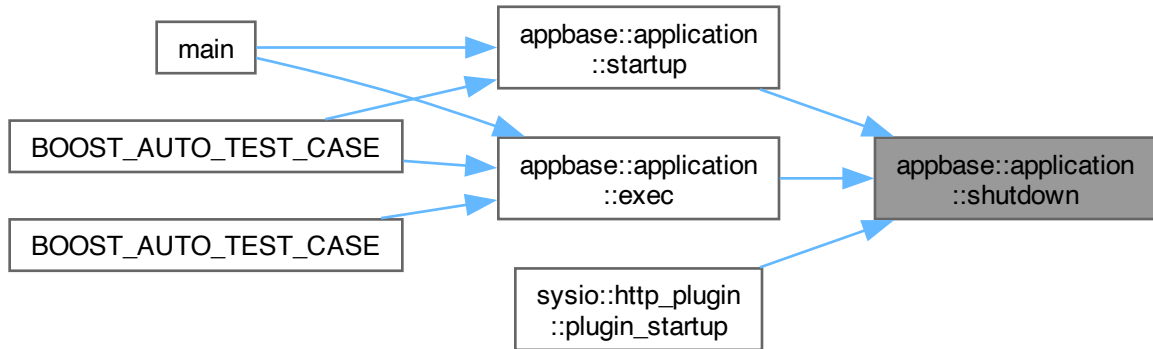 main
BOOST_AUTO_TEST_CASE
BOOST_AUTO_TEST_CASE
appbase::application
::startup
appbase::application
::exec
sysio::http_plugin
::plugin_startup
appbase::application
::shutdown